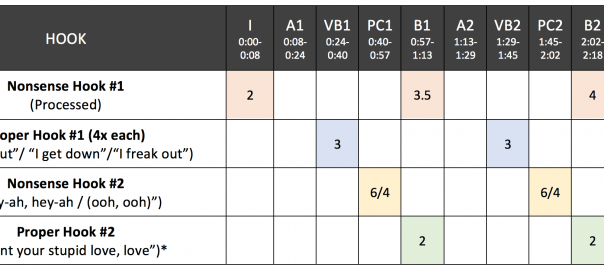 HOOK I A1 VB1 PC1 B1 A2 VB2 PC2 B2
0:00-0:08 0:08-0:24 0:24-0:40 0:40-0:57 0:57-1:13 1:13-1:29 1:29-1:45 1:45-2:02 2:02-2:18
Nonsense Hook #1
(Processed) 2 3.5 4
oper Hook #1 (4x each)
ut”/ “I get down”/“I freak out”) 3 3
Nonsense Hook #2
y-ah, hey-ah / (ooh, ooh)”) 6/4 6/4
Proper Hook #2
nt your stupid love, love”)* 2 2